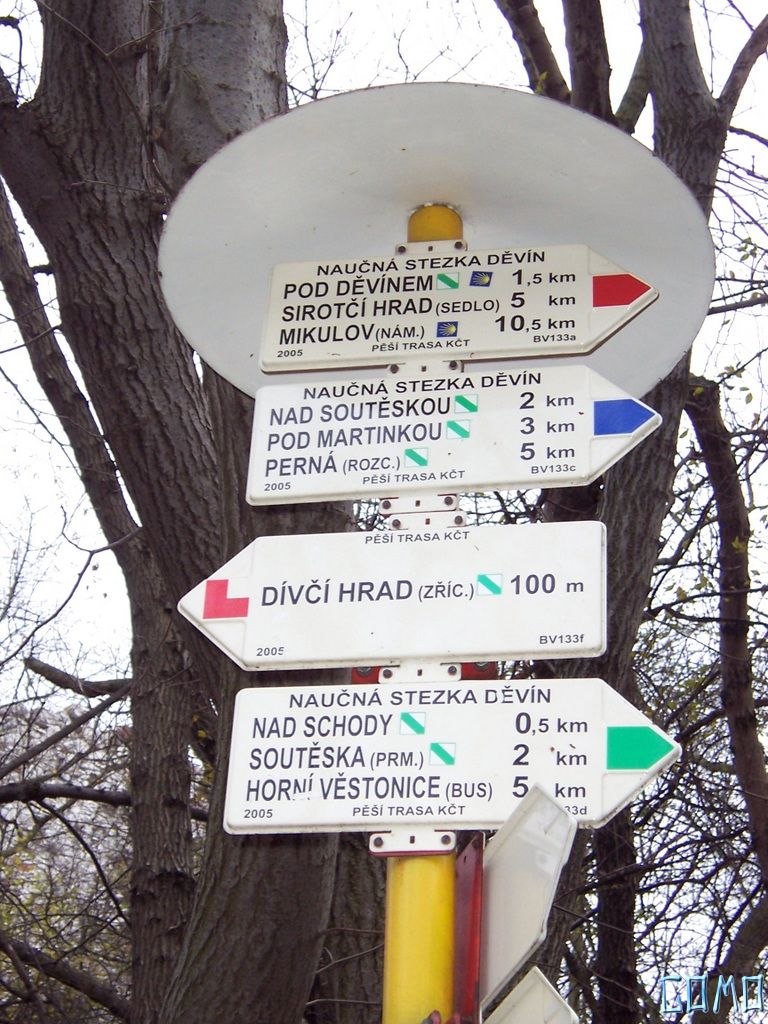 NAUČNÁ STEZKA DĚVÍN
POD DĚVÍNEM 1,5 km
SIROTČÍ HRAD (SEDLO) 5 km
MIKULOV (NÁM.) 10,5 km
2005 PĚŠÍ TRASA KČT BV133a
NAUČNÁ STEZKA DĚVÍN
NAD SOUTĚSKOU 2 km
POD MARTINKOU 3 km
PERNÁ (ROZC.) 5 km
2005 PĚŠÍ TRASA KČT BV133c
PĚŠÍ TRASA KČT
DÍVČÍ HRAD (ZŘÍC.) 100 m
2005 BV133f
NAUČNÁ STEZKA DĚVÍN
NAD SCHODY 0,5 km
SOUTĚSKA (PRM.) 2 km
HORNÍ VĚSTONICE (BUS) 5 km
2005 PĚŠÍ TRASA KČT 33d
GOMO